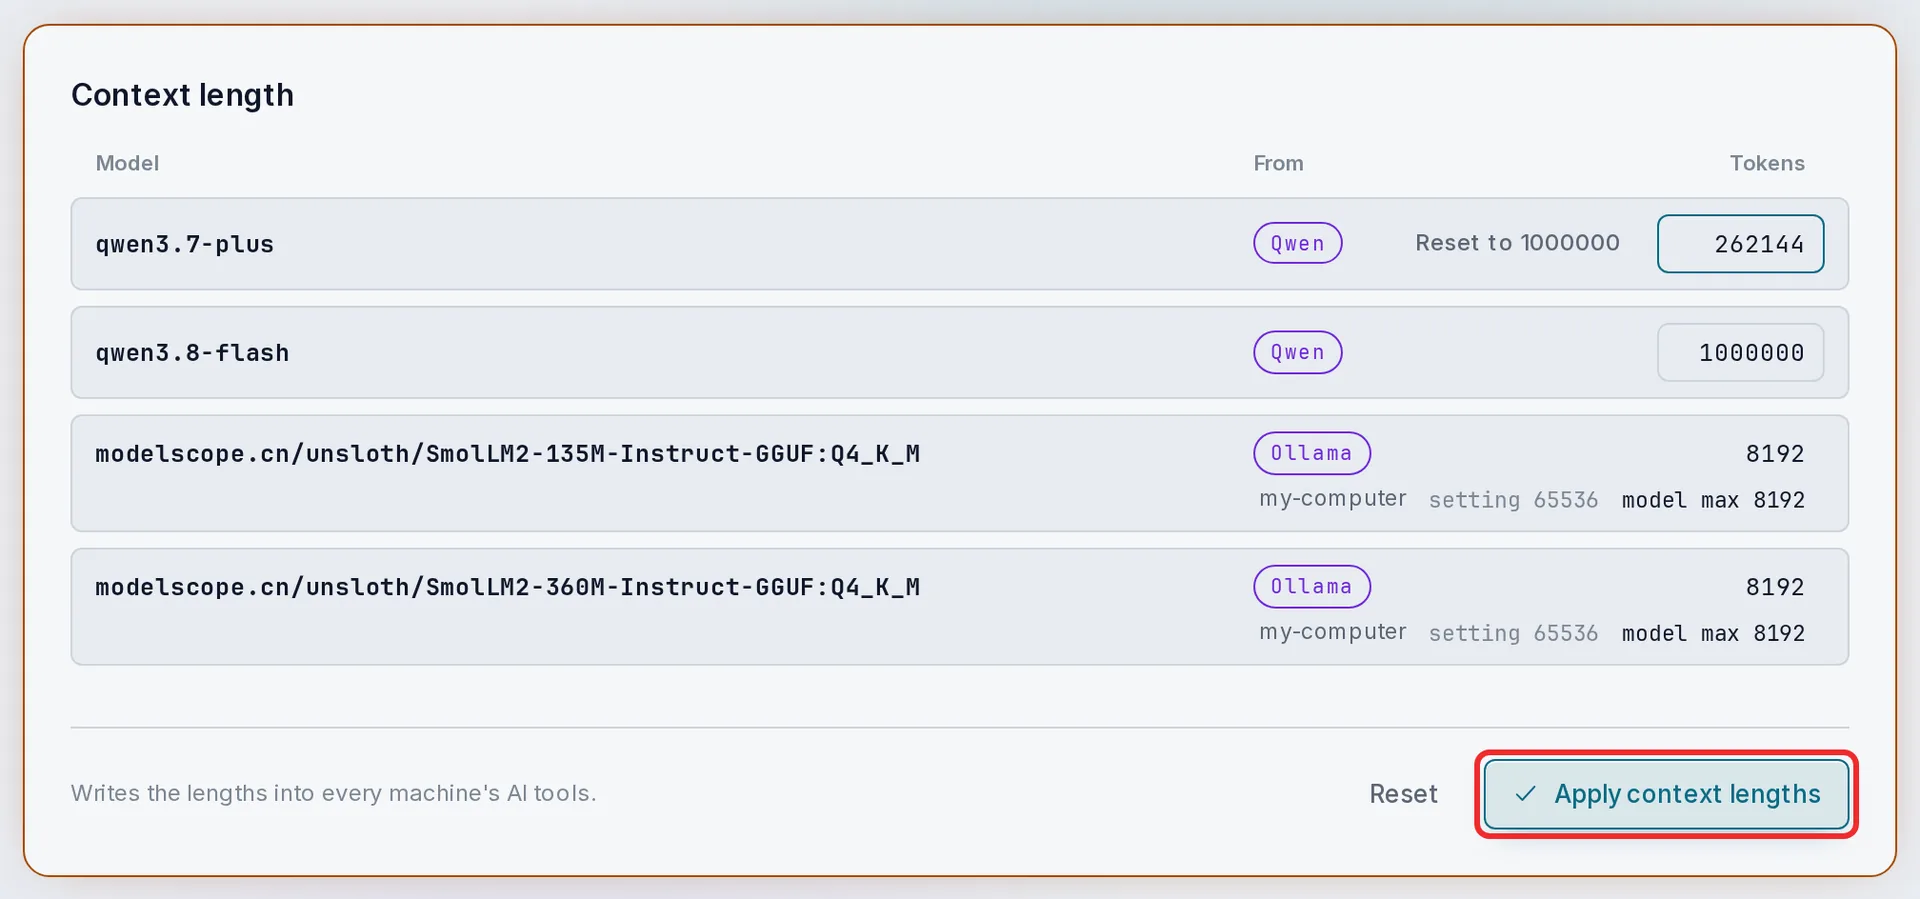 Context length
Model From Tokens
qwen3.7-plus Qwen Reset to 1000000 262144
qwen3.8-flash Qwen 1000000
modelscope.cn/unsloth/SmolLM2-135M-Instruct-GGUF:Q4_K_M Ollama 8192
my-computer setting 65536 model max 8192
modelscope.cn/unsloth/SmolLM2-360M-Instruct-GGUF:Q4_K_M Ollama 8192
my-computer setting 65536 model max 8192
Writes the lengths into every machine's AI tools. Reset ✓ Apply context lengths